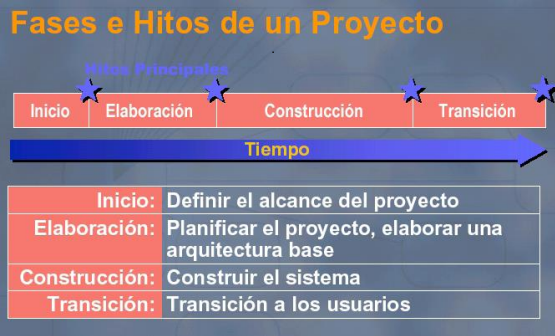 Fases e Hitos de un Proyecto
Hitos Principales
Inicio Elaboración Construcción Transición
Tiempo
Inicio: Definir el alcance del proyecto
Elaboración: Planificar el proyecto, elaborar una
arquitectura base
Construcción: Construir el sistema
Transición: Transición a los usuarios